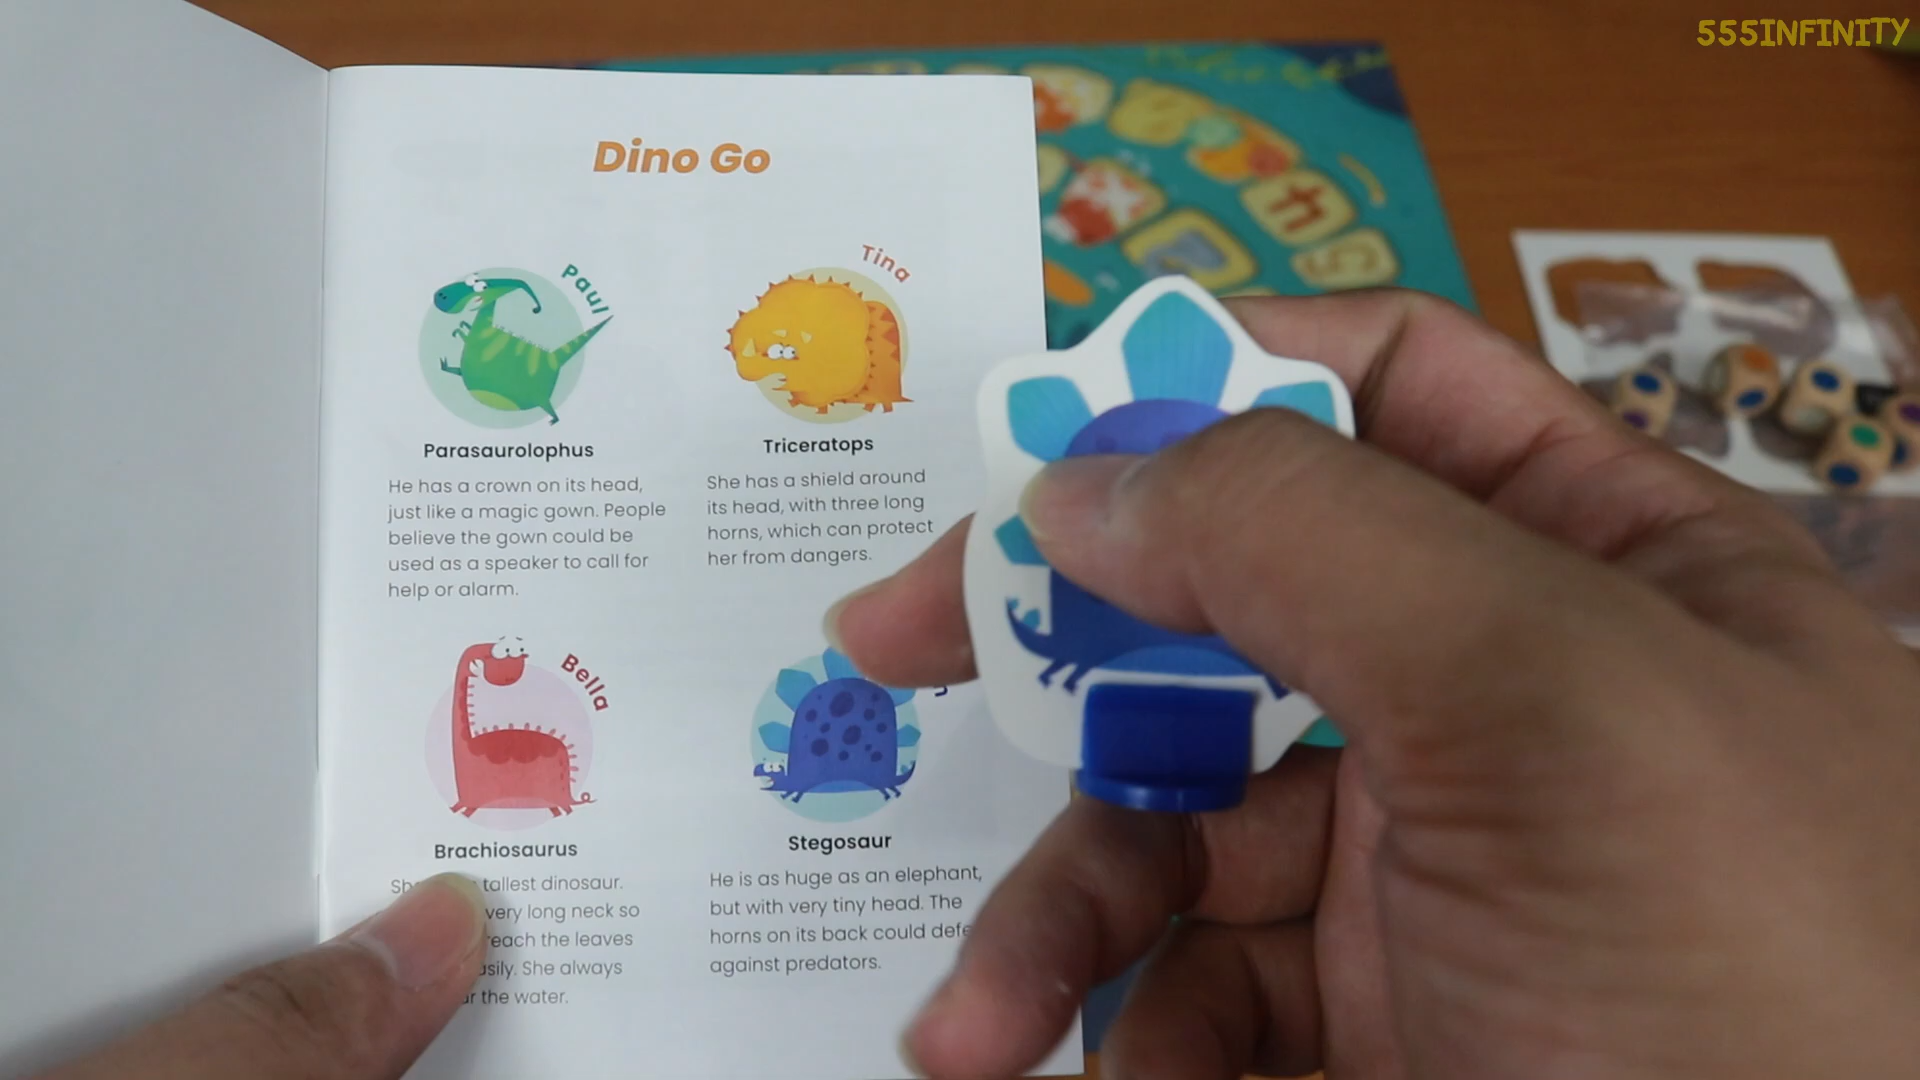 555INFINITY
Dino Go
Paul
Tina
Parasaurolophus
He has a crown on its head,
just like a magic gown. People
believe the gown could be
used as a speaker to call for
help or alarm.
Triceratops
She has a shield around
its head, with three long
horns, which can protect
her from dangers.
Bella
Brachiosaurus
tallest dinosaur.
very long neck so
the leaves
She always
the water.
Stegosaur
He is as huge as an elephant,
but with very tiny head. The
horns on its back could
against predators.
4
5